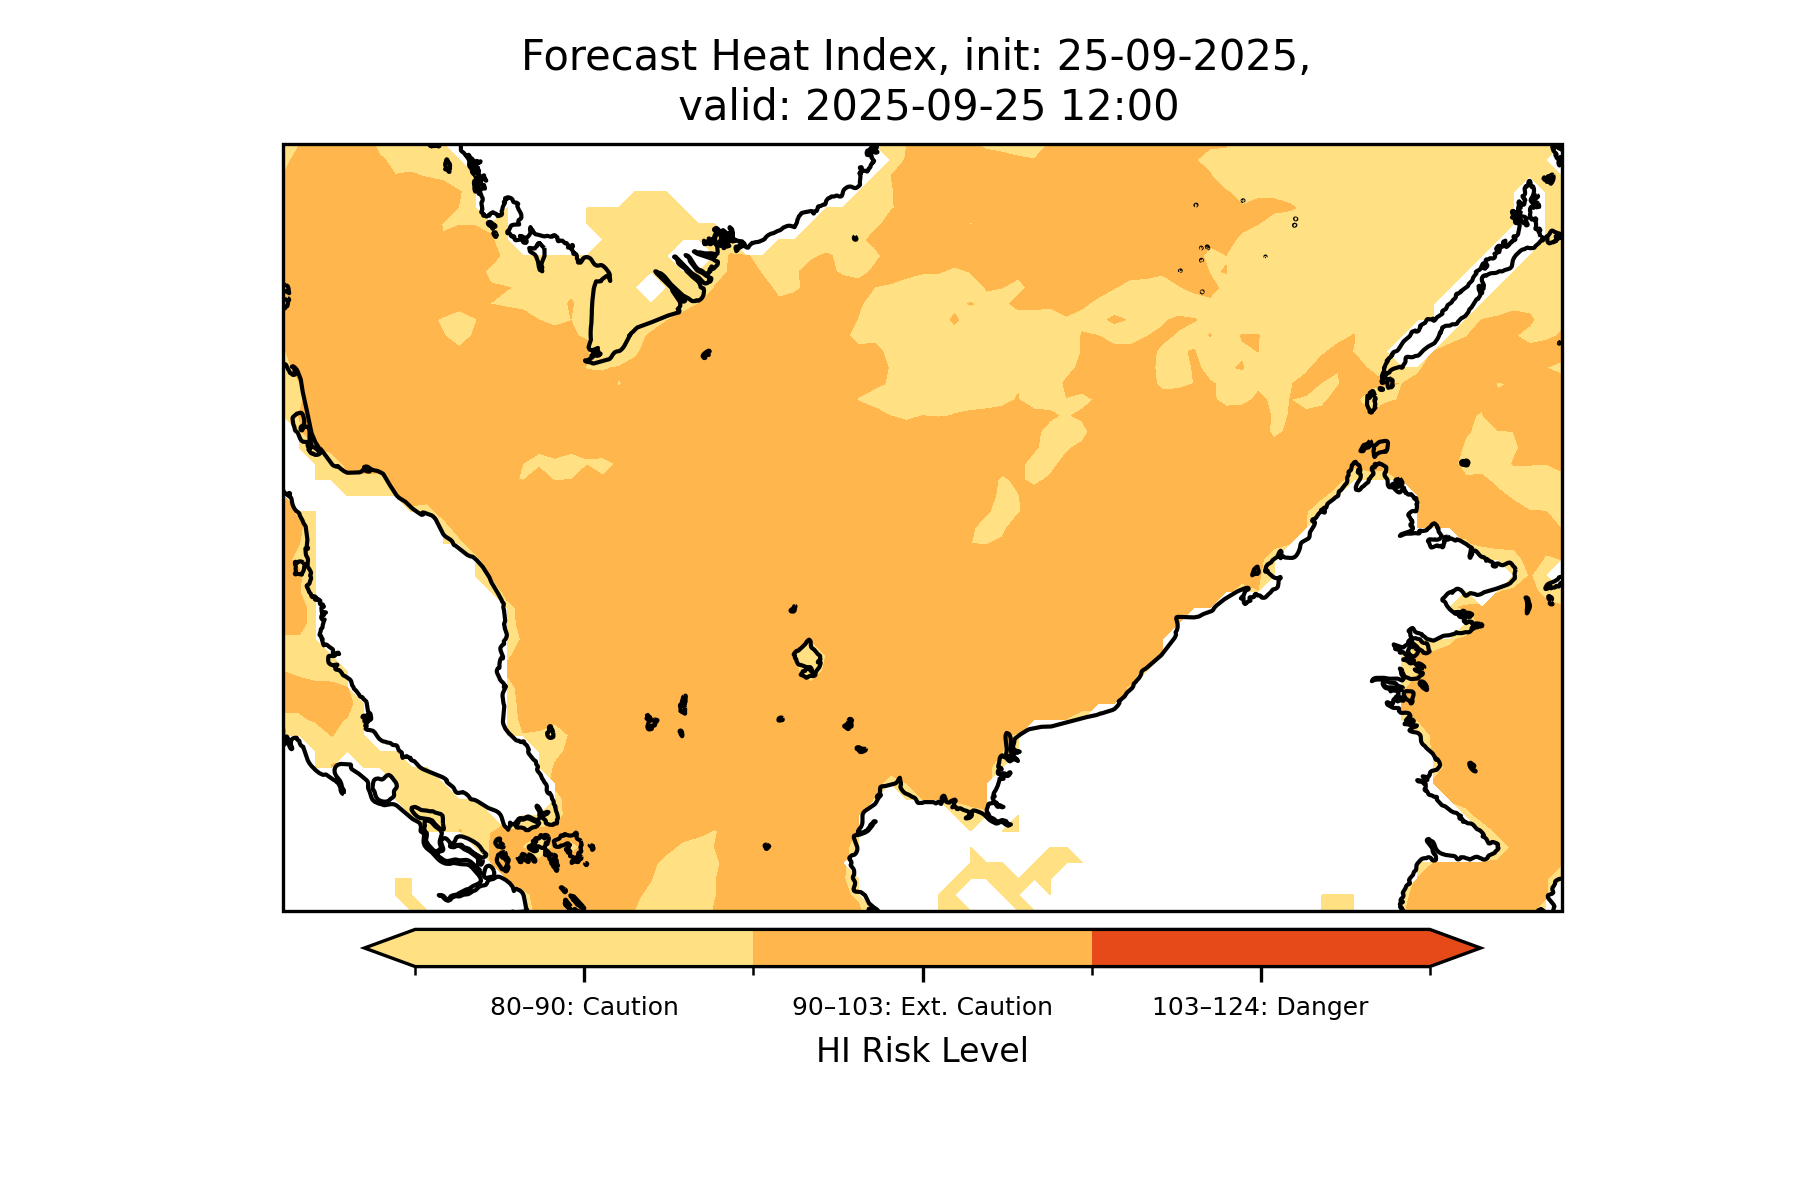 Forecast Heat Index, init: 25-09-2025,
valid: 2025-09-25 12:00
80–90: Caution
90–103: Ext. Caution
103–124: Danger
HI Risk Level